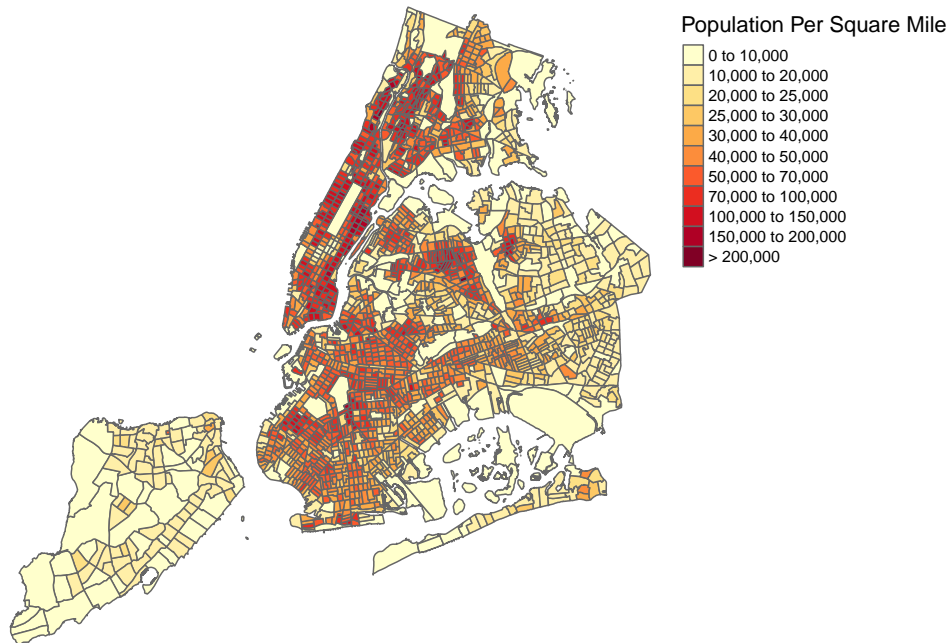 Population Per Square Mile
0 to 10,000
10,000 to 20,000
20,000 to 25,000
25,000 to 30,000
30,000 to 40,000
40,000 to 50,000
50,000 to 70,000
70,000 to 100,000
100,000 to 150,000
150,000 to 200,000
> 200,000